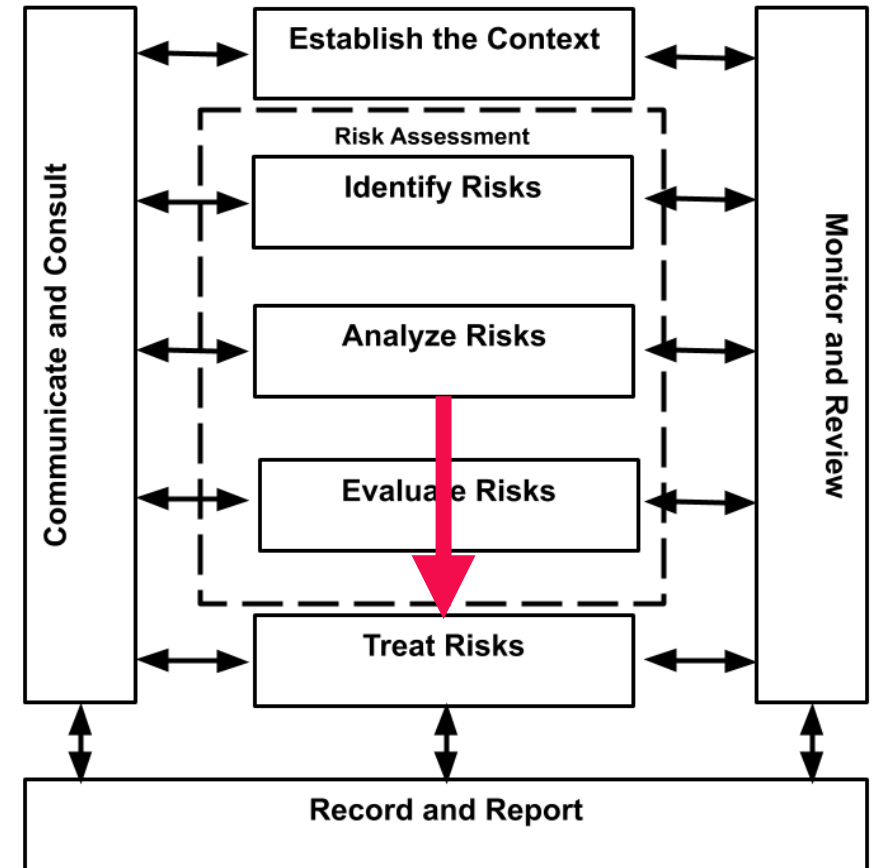 Establish the Context
Risk Assessment
Identify Risks
Analyze Risks
Evaluate Risks
Treat Risks
Communicate and Consult
Monitor and Review
Record and Report